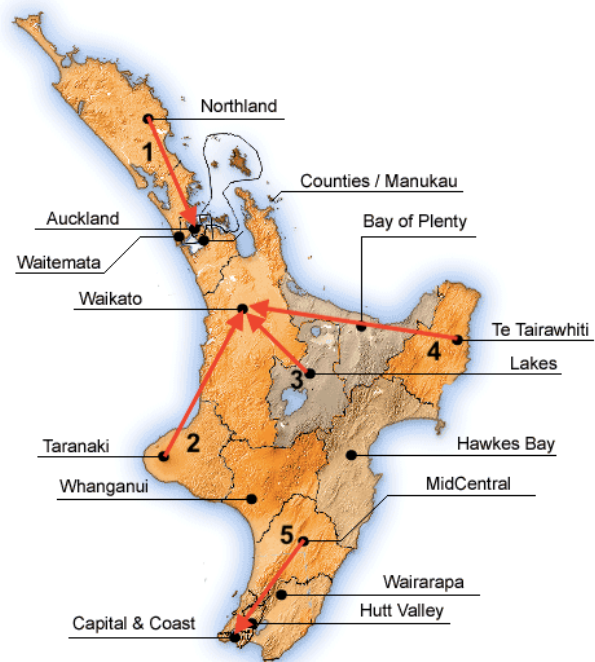 Northland
1
Counties / Manukau
Auckland
Bay of Plenty
Waitemata
Waikato
Te Tairawhiti
4
Lakes
3
2
Taranaki
Hawkes Bay
Whanganui
MidCentral
5
Wairarapa
Hutt Valley
Capital & Coast